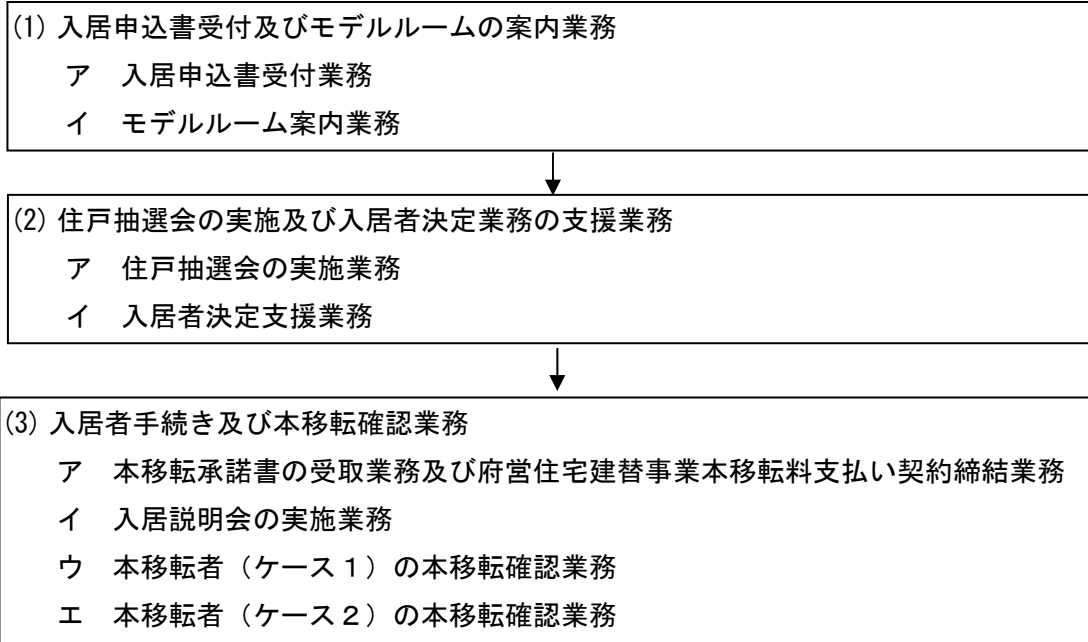 (1) 入居申込書受付及びモデルルームの案内業務
ア 入居申込書受付業務
イ モデルルーム案内業務
(2) 住戸抽選会の実施及び入居者決定業務の支援業務
ア 住戸抽選会の実施業務
イ 入居者決定支援業務
(3) 入居者手続き及び本移転確認業務
ア 本移転承諾書の受取業務及び府営住宅建替事業本移転料支払い契約締結業務
イ 入居説明会の実施業務
ウ 本移転者（ケース１）の本移転確認業務
エ 本移転者（ケース２）の本移転確認業務